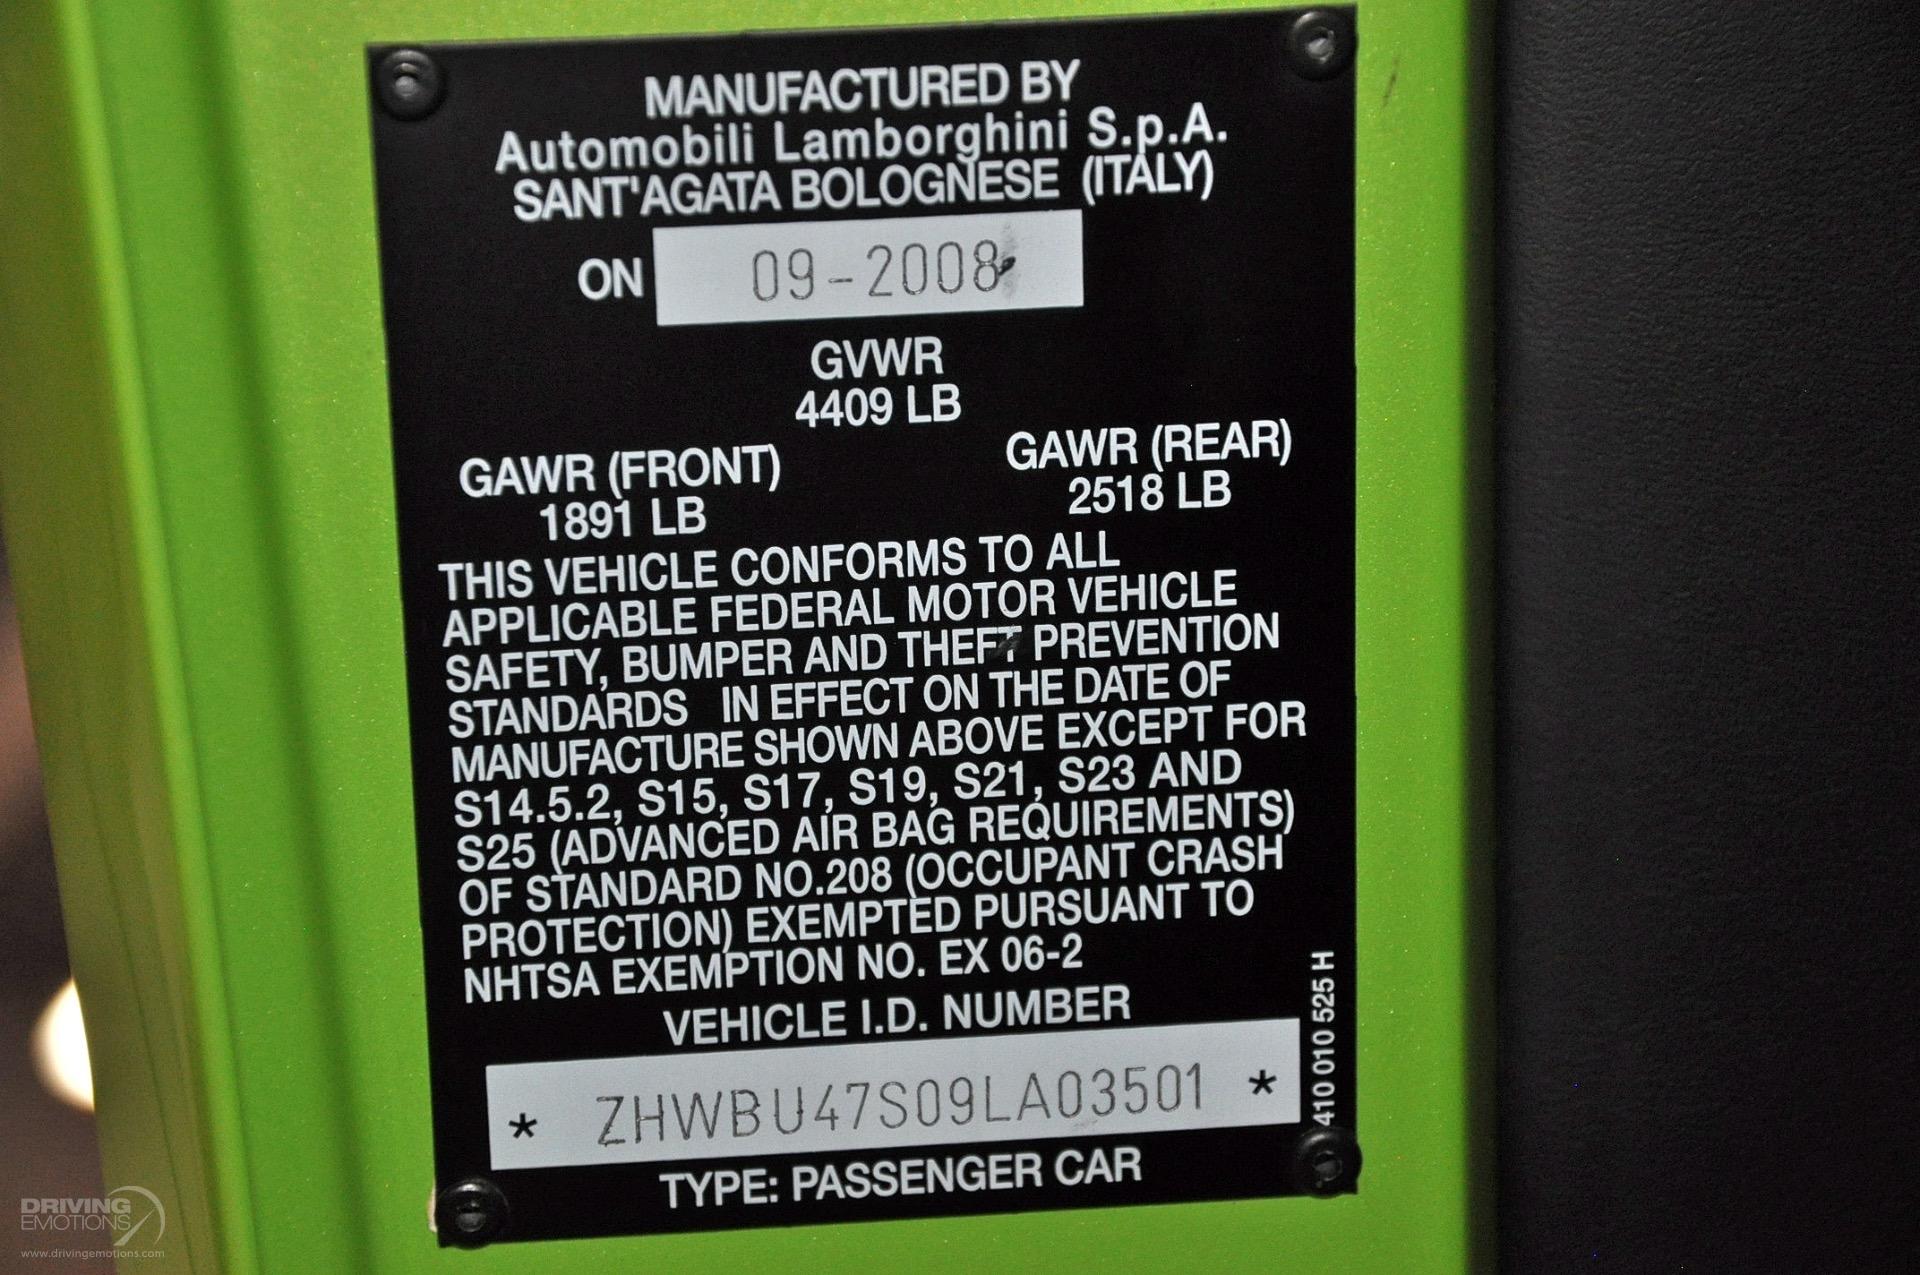 MANUFACTURED BY
Automobili Lamborghini S.p.A.
SANT'AGATA BOLOGNESE (ITALY)
ON 09-2008
GVWR
4409 LB
GAWR (FRONT) GAWR (REAR)
1891 LB 2518 LB
THIS VEHICLE CONFORMS TO ALL
APPLICABLE FEDERAL MOTOR VEHICLE
SAFETY, BUMPER AND THEFT PREVENTION
STANDARDS IN EFFECT ON THE DATE OF
MANUFACTURE SHOWN ABOVE EXCEPT FOR
S14.5.2, S15, S17, S19, S21, S23 AND
S25 (ADVANCED AIR BAG REQUIREMENTS)
OF STANDARD NO.208 (OCCUPANT CRASH
PROTECTION) EXEMPTED PURSUANT TO
NHTSA EXEMPTION NO. EX 06-2
VEHICLE I.D. NUMBER
* ZHWBU47S09LA03501 *
TYPE: PASSENGER CAR
410 010 525 H
DRIVING
EMOTIONS
www.drivingemotions.com